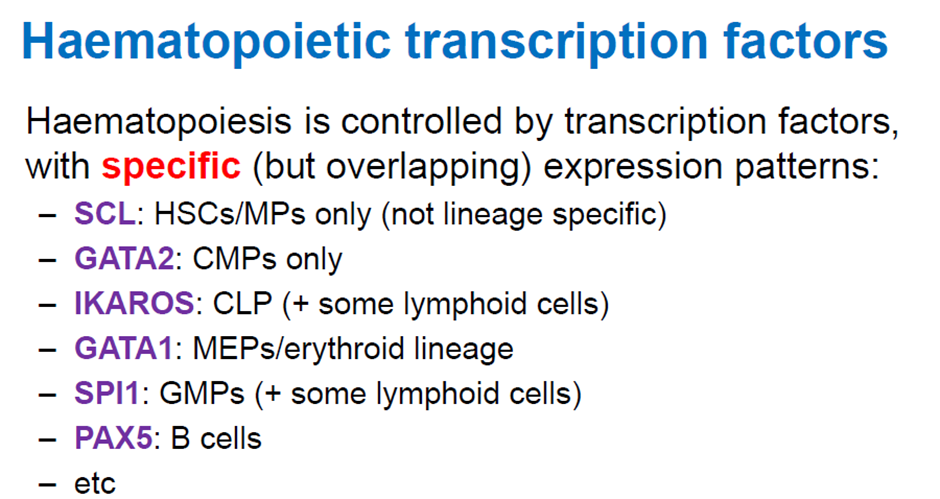 Haematopoietic transcription factors
Haematopoiesis is controlled by transcription factors,
with specific (but overlapping) expression patterns:
– SCL: HSCs/MPs only (not lineage specific)
– GATA2: CMPs only
– IKAROS: CLP (+ some lymphoid cells)
– GATA1: MEPs/erythroid lineage
– SPI1: GMPs (+ some lymphoid cells)
– PAX5: B cells
– etc